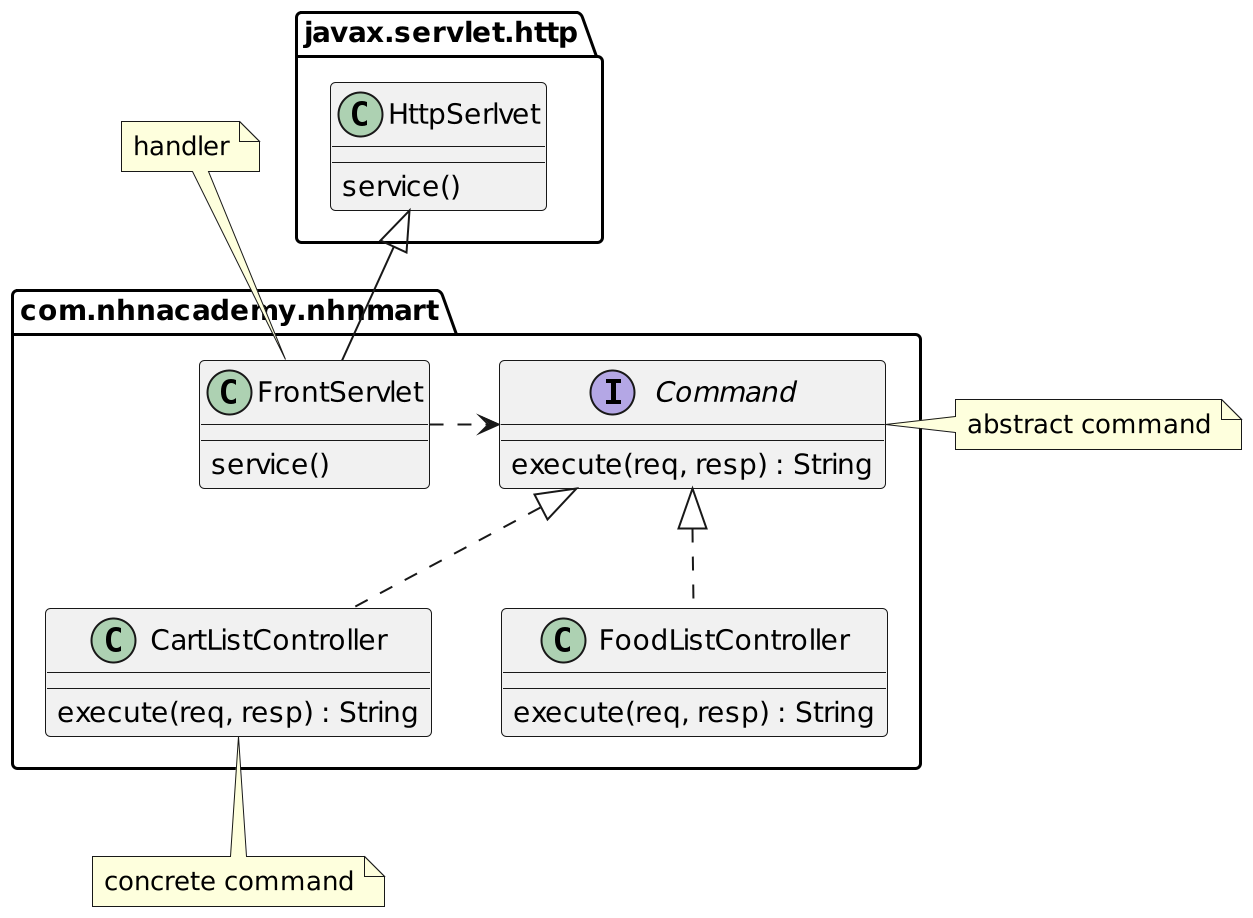 javax.servlet.http
C HttpSerlvet
service()
handler
com.nhnacademy.nhnmart
C FrontServlet
service()
I Command
execute(req, resp) : String
abstract command
C CartListController
execute(req, resp) : String
C FoodListController
execute(req, resp) : String
concrete command